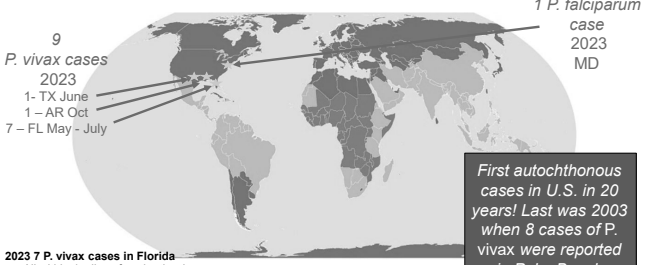 1 P. falciparum
case
2023
MD
9
P. vivax cases
2023
1- TX June
1 – AR Oct
7 – FL May - July
First autochthonous
cases in U.S. in 20
years! Last was 2003
when 8 cases of P.
vivax were reported
2023 7 P. vivax cases in Florida